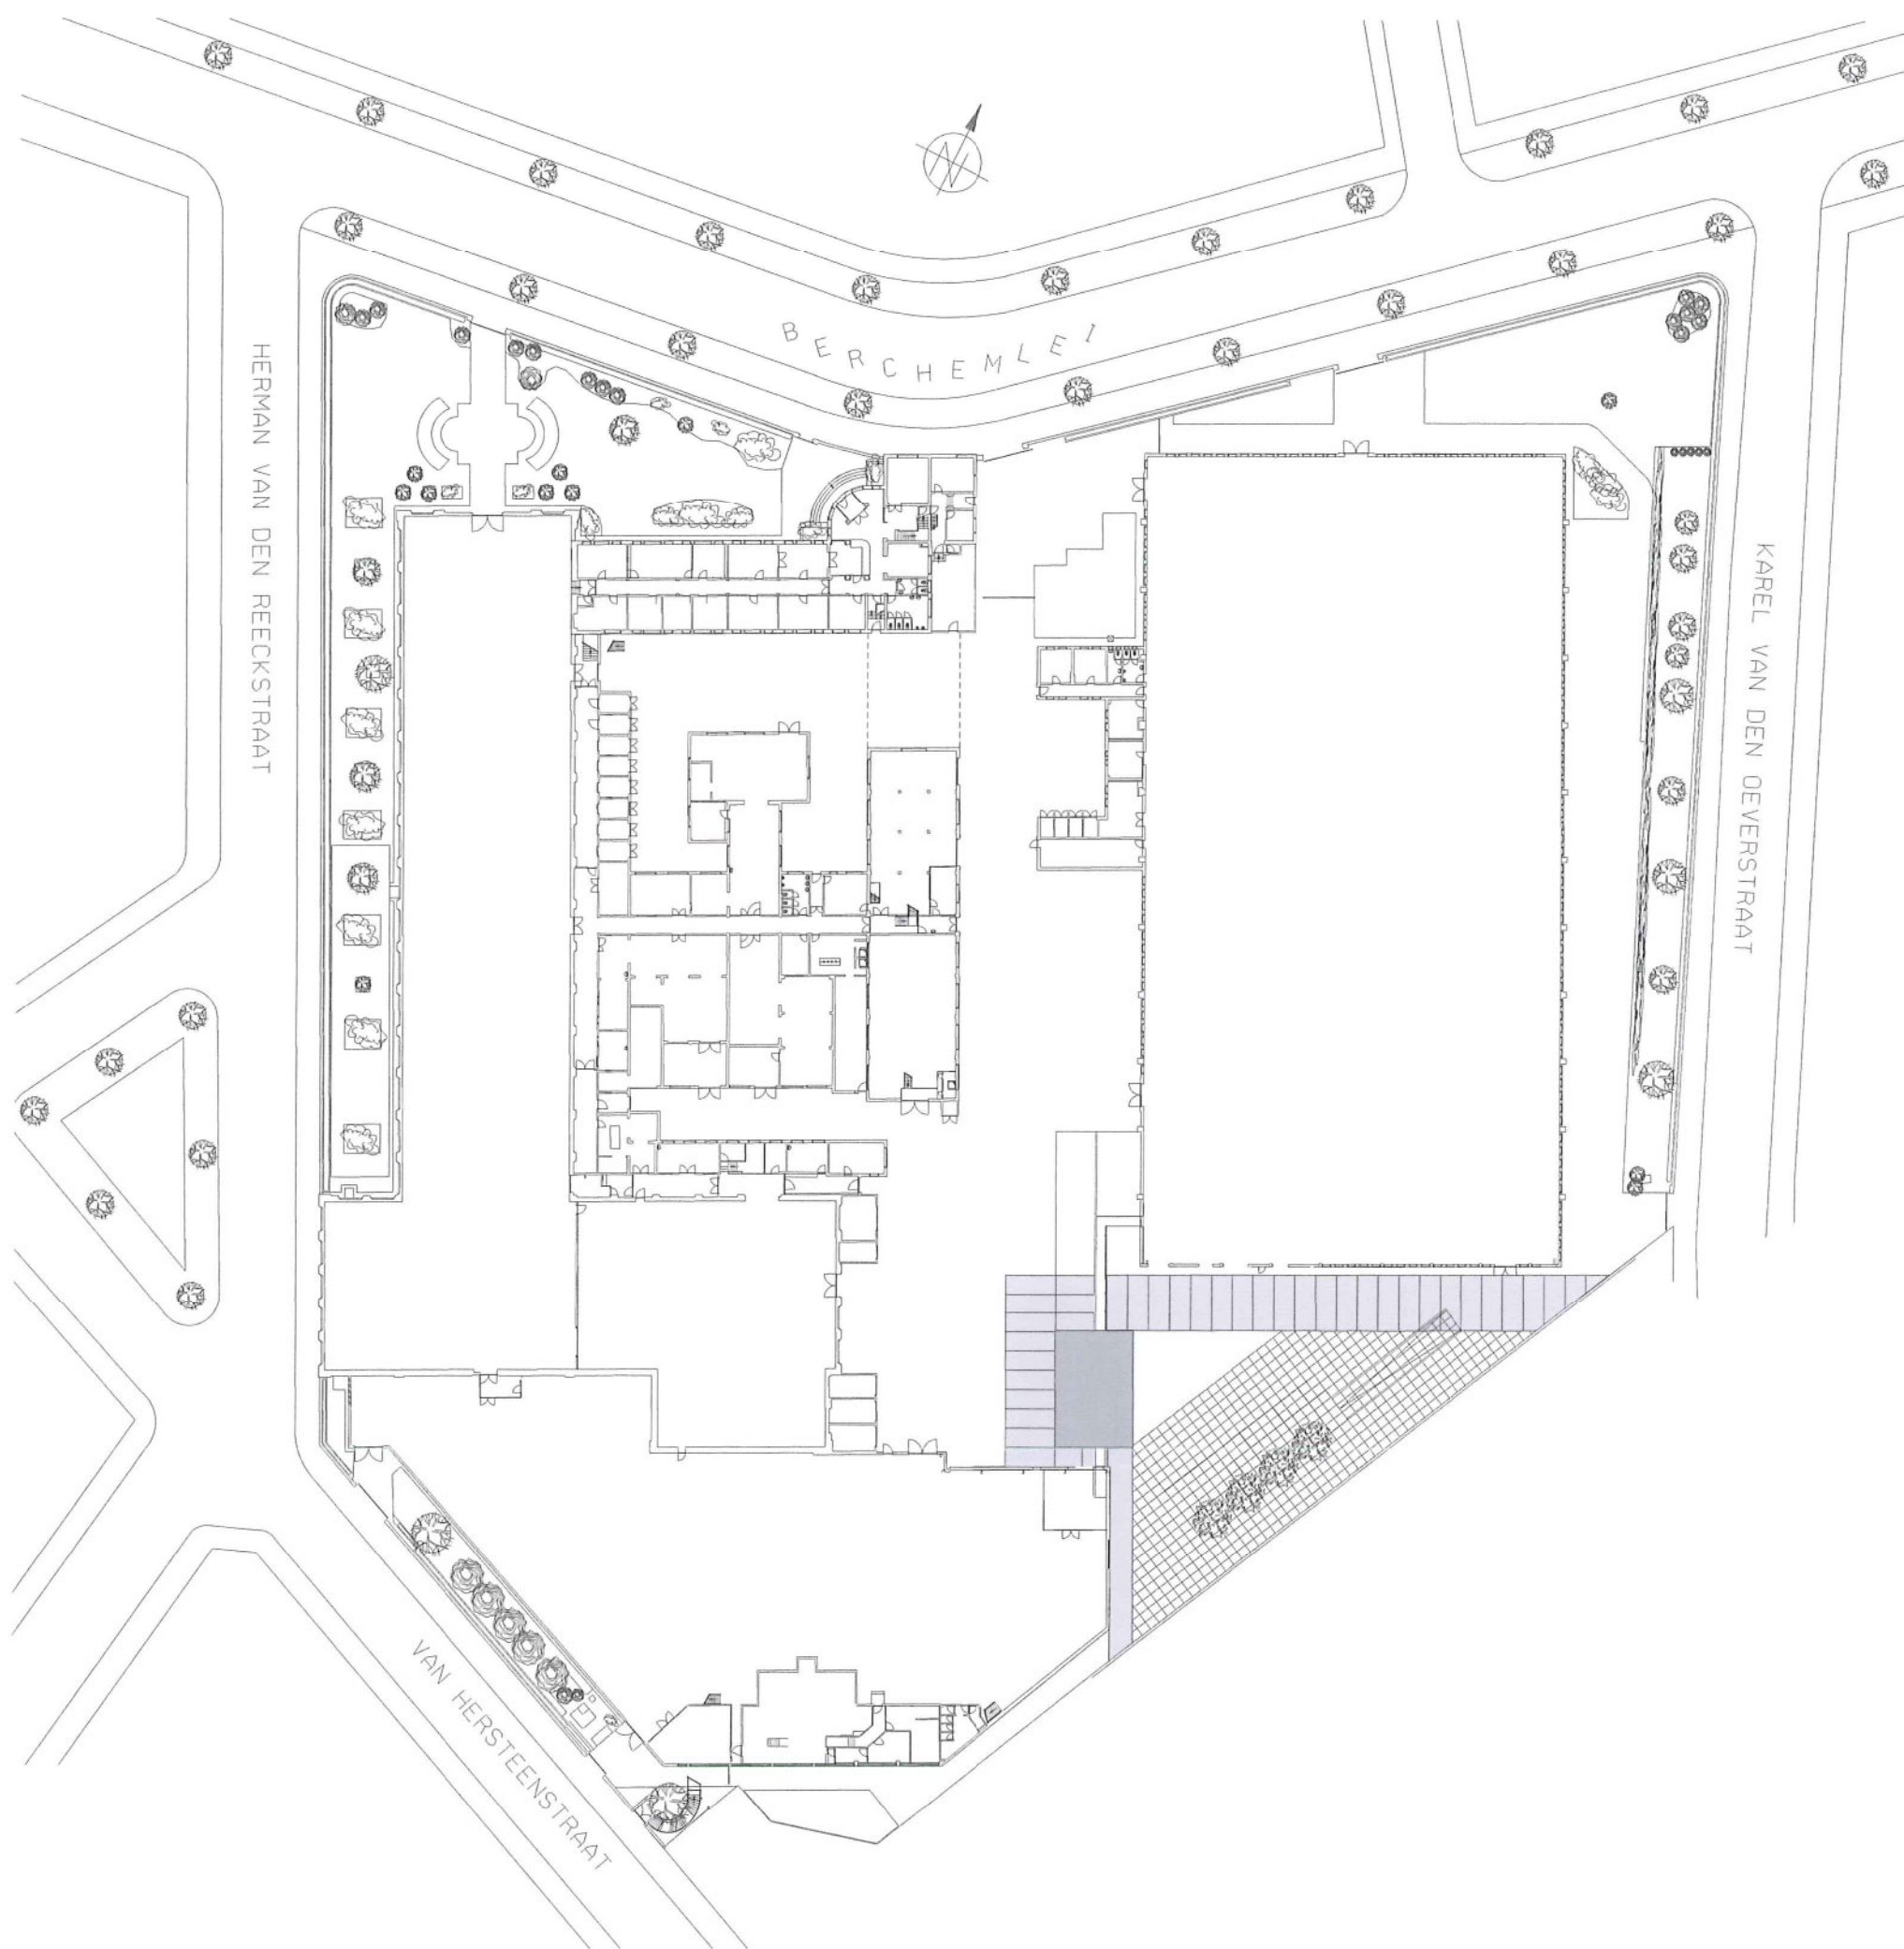 N
BERCHEMLEI
HERMAN VAN DEN REECKSTRAAT
KAREL VAN DEN OEVERSTRAAT
VAN HERSTEENSTRAAT